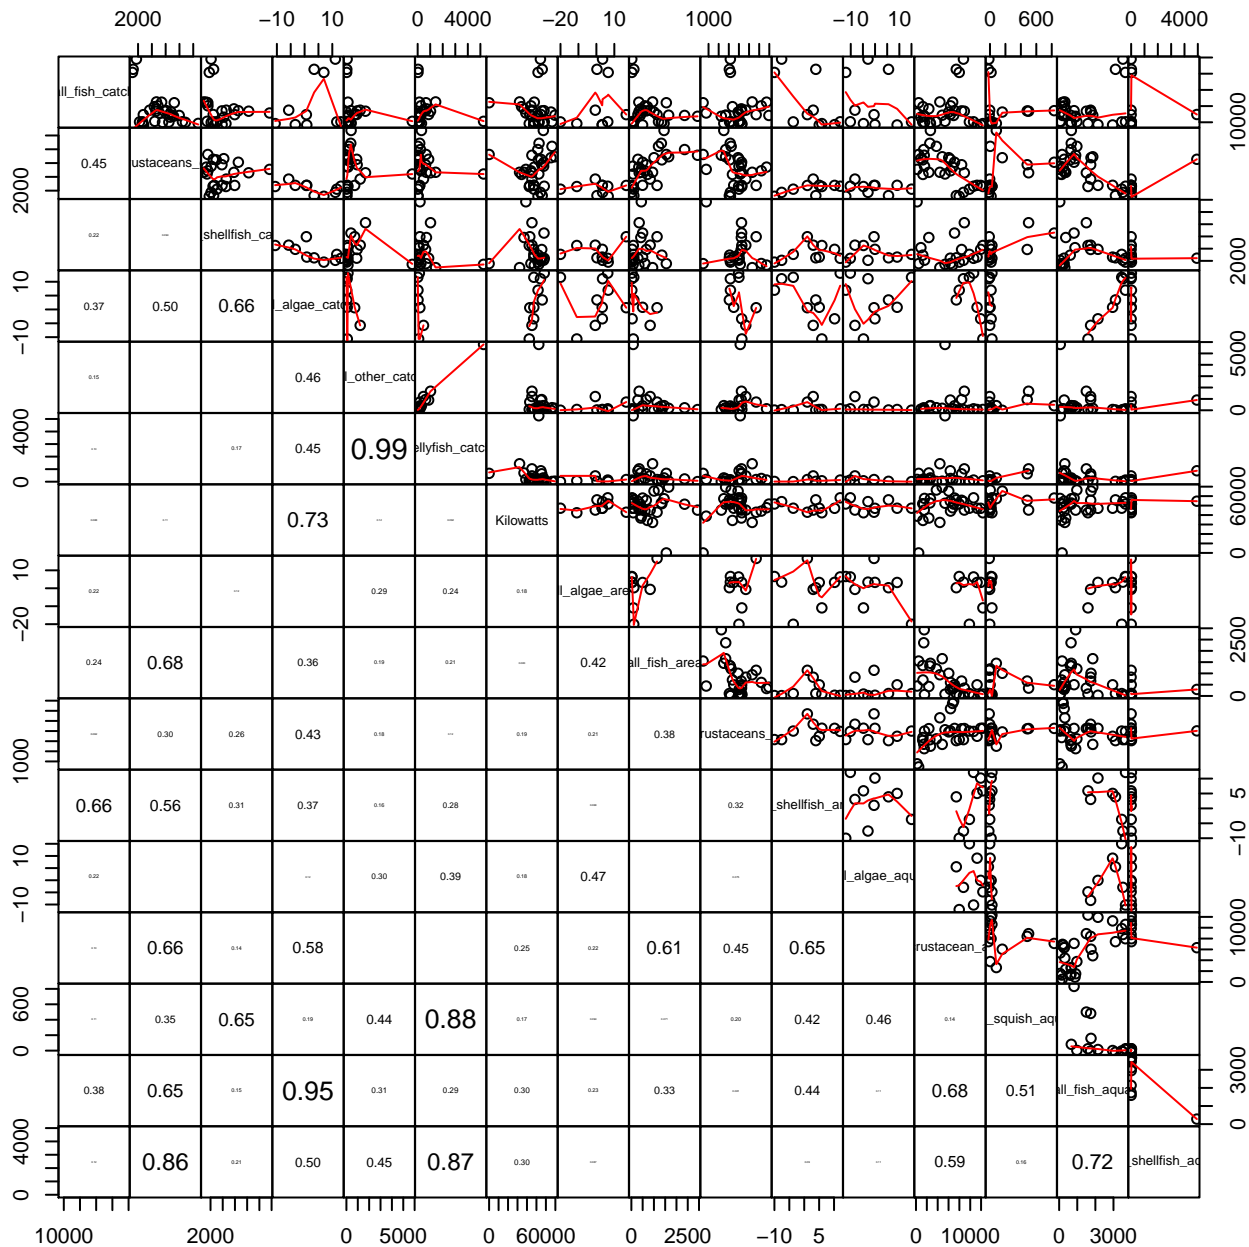 2000 -10 10 0 4000 -20 10 1000 -10 10 0 600 0 4000
ll_fish_catcl
10000
0.45 rustaceans_
2000
0.22 shellfish_ca
2000
10
0.37 0.50 0.66 l_algae_catc
-10
0.15 0.46 l_other_catc
5000
0
4000
0.17 0.45 0.99 ellyfish_catc
0
0.73 Kilowatts
60000
0
10
0.22 0.29 0.24 0.18 l_algae_are
-20
0.24 0.68 0.36 0.19 0.21 0.42 all_fish_area
2500
0
0.30 0.26 0.43 0.18 0.19 0.21 0.38 rustaceans_
1000
0.66 0.56 0.31 0.37 0.16 0.28 0.32 _shellfish_ar
5
-10
10
0.22 0.30 0.39 0.18 0.47 l_algae_aqu
-10
0.66 0.14 0.58 0.25 0.22 0.61 0.45 0.65 rustacean_a
10000
0
600
0.35 0.65 0.19 0.44 0.88 0.17 0.20 0.42 0.46 0.14 _squish_aqu
0
0.38 0.65 0.15 0.95 0.31 0.29 0.30 0.23 0.33 0.44 0.68 0.51 all_fish_aqua
3000
0
4000
0.86 0.21 0.50 0.45 0.87 0.30 0.59 0.16 0.72 _shellfish_ac
0
10000 2000 0 5000 0 60000 0 2500 -10 5 0 10000 0 3000